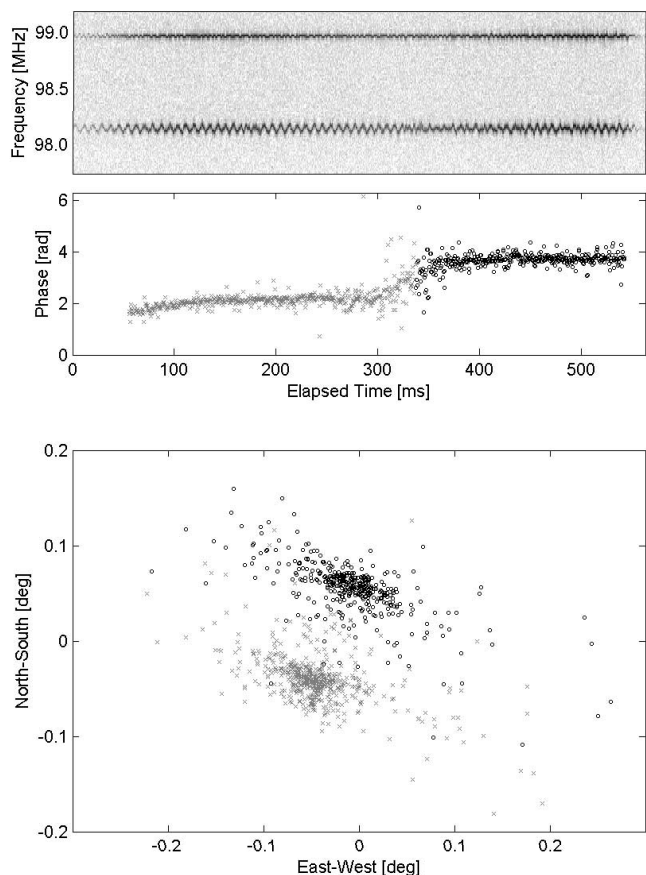 99.0
98.5
98.0
Frequency [MHz]
6
4
2
0
Phase [rad]
0 100 200 300 400 500
Elapsed Time [ms]
0.2
0.1
0
-0.1
-0.2
North-South [deg]
-0.2 -0.1 0 0.1 0.2
East-West [deg]